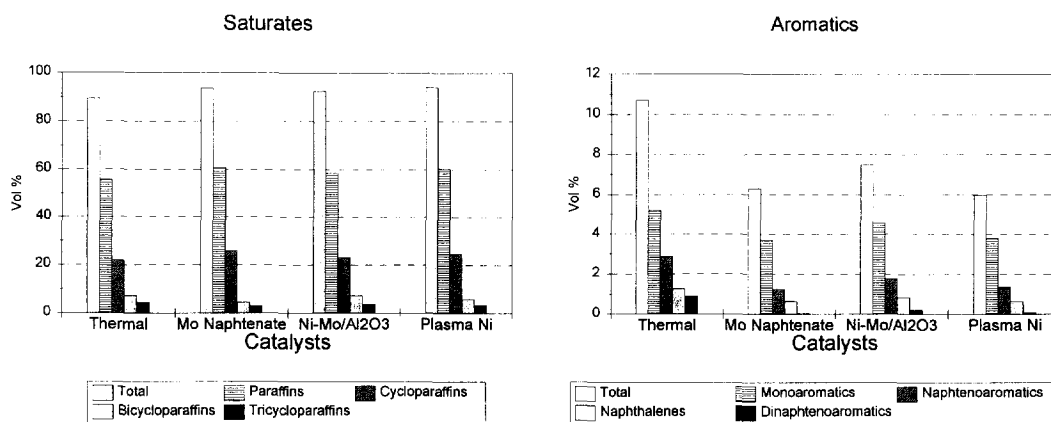 Saturates
100
80
60
40
20
0
Vol %
Thermal Mo Naphtenate Ni-Mo/Al2O3 Plasma Ni
Catalysts
Total Paraffins Cycloparaffins
Bicycloparaffins Tricycloparaffins
Aromatics
12
10
8
6
4
2
0
Vol %
Thermal Mo Naphtenate Ni-Mo/Al2O3 Plasma Ni
Catalysts
Total Monoaromatics Naphtenoaromatics
Naphthalenes Dinaphtenoaromatics